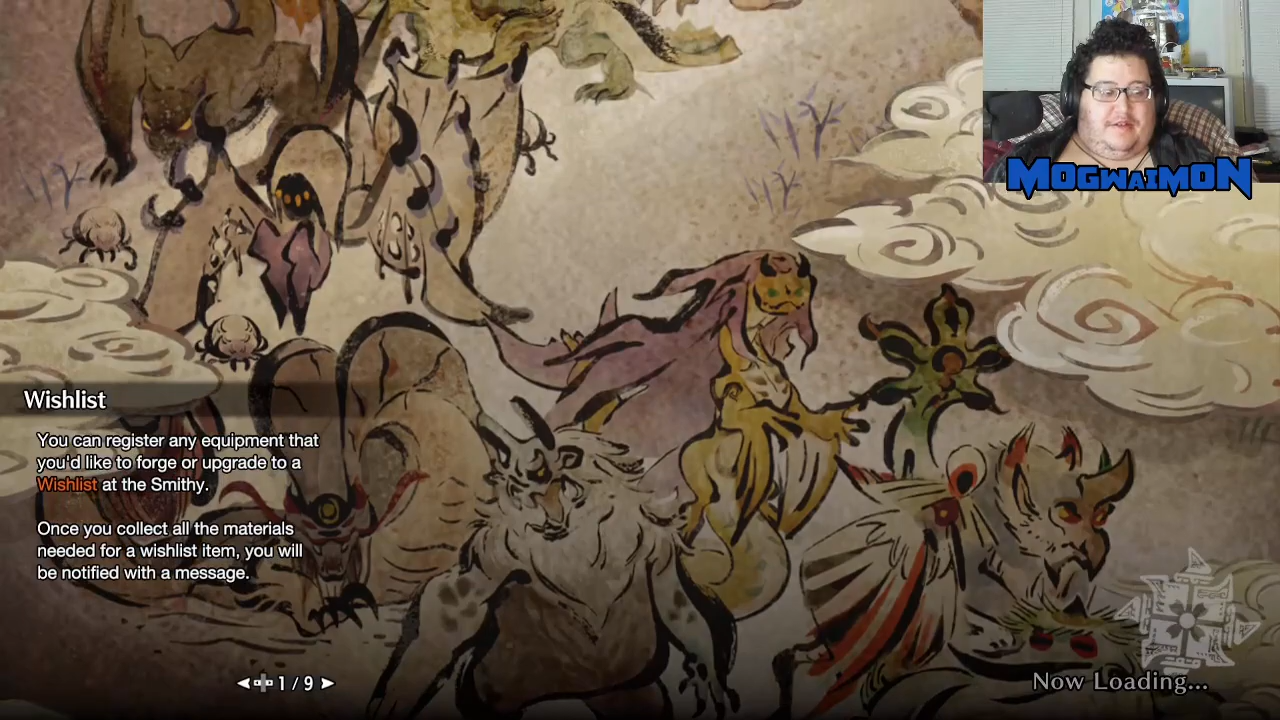 MOGWAIMON
Wishlist
You can register any equipment that
you'd like to forge or upgrade to a
Wishlist at the Smithy.
Once you collect all the materials
needed for a wishlist item, you will
be notified with a message.
1 / 9
Now Loading...